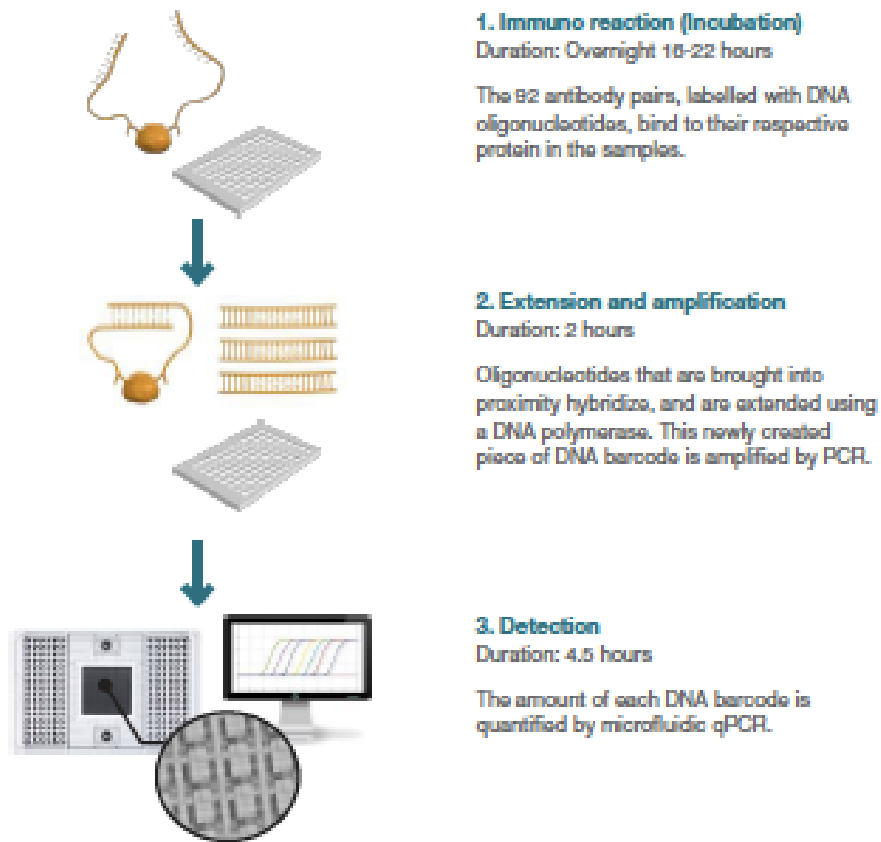 1. Immuno reaction (Incubation)
Duration: Overnight 16-22 hours
The 92 antibody pairs, labelled with DNA
oligonucleotides, bind to their respective
protein in the samples.
2. Extension and amplification
Duration: 2 hours
Oligonucleotides that are brought into
proximity hybridize, and are extended using
a DNA polymerase. This newly created
piece of DNA barcode is amplified by PCR.
3. Detection
Duration: 4.5 hours
The amount of each DNA barcode is
quantified by microfluidic qPCR.